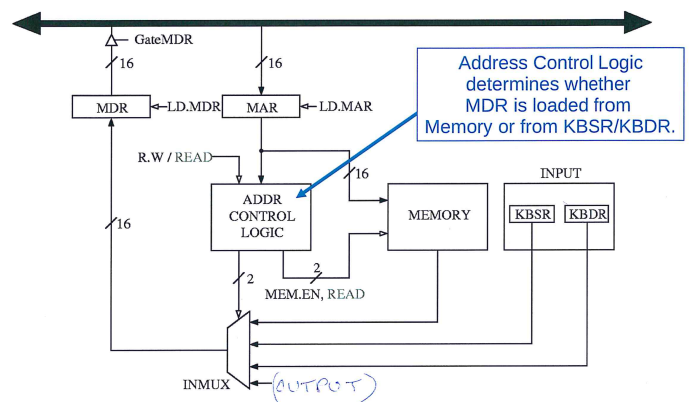 GateMDR
16
16
Address Control Logic
determines whether
MDR is loaded from
Memory or from KBSR/KBDR.
MDR
LD.MDR
MAR
LD.MAR
R.W / READ
16
INPUT
ADDR
CONTROL
LOGIC
MEMORY
KBSR
KBDR
16
2
2
MEM.EN, READ
INMUX
(OUTPUT)